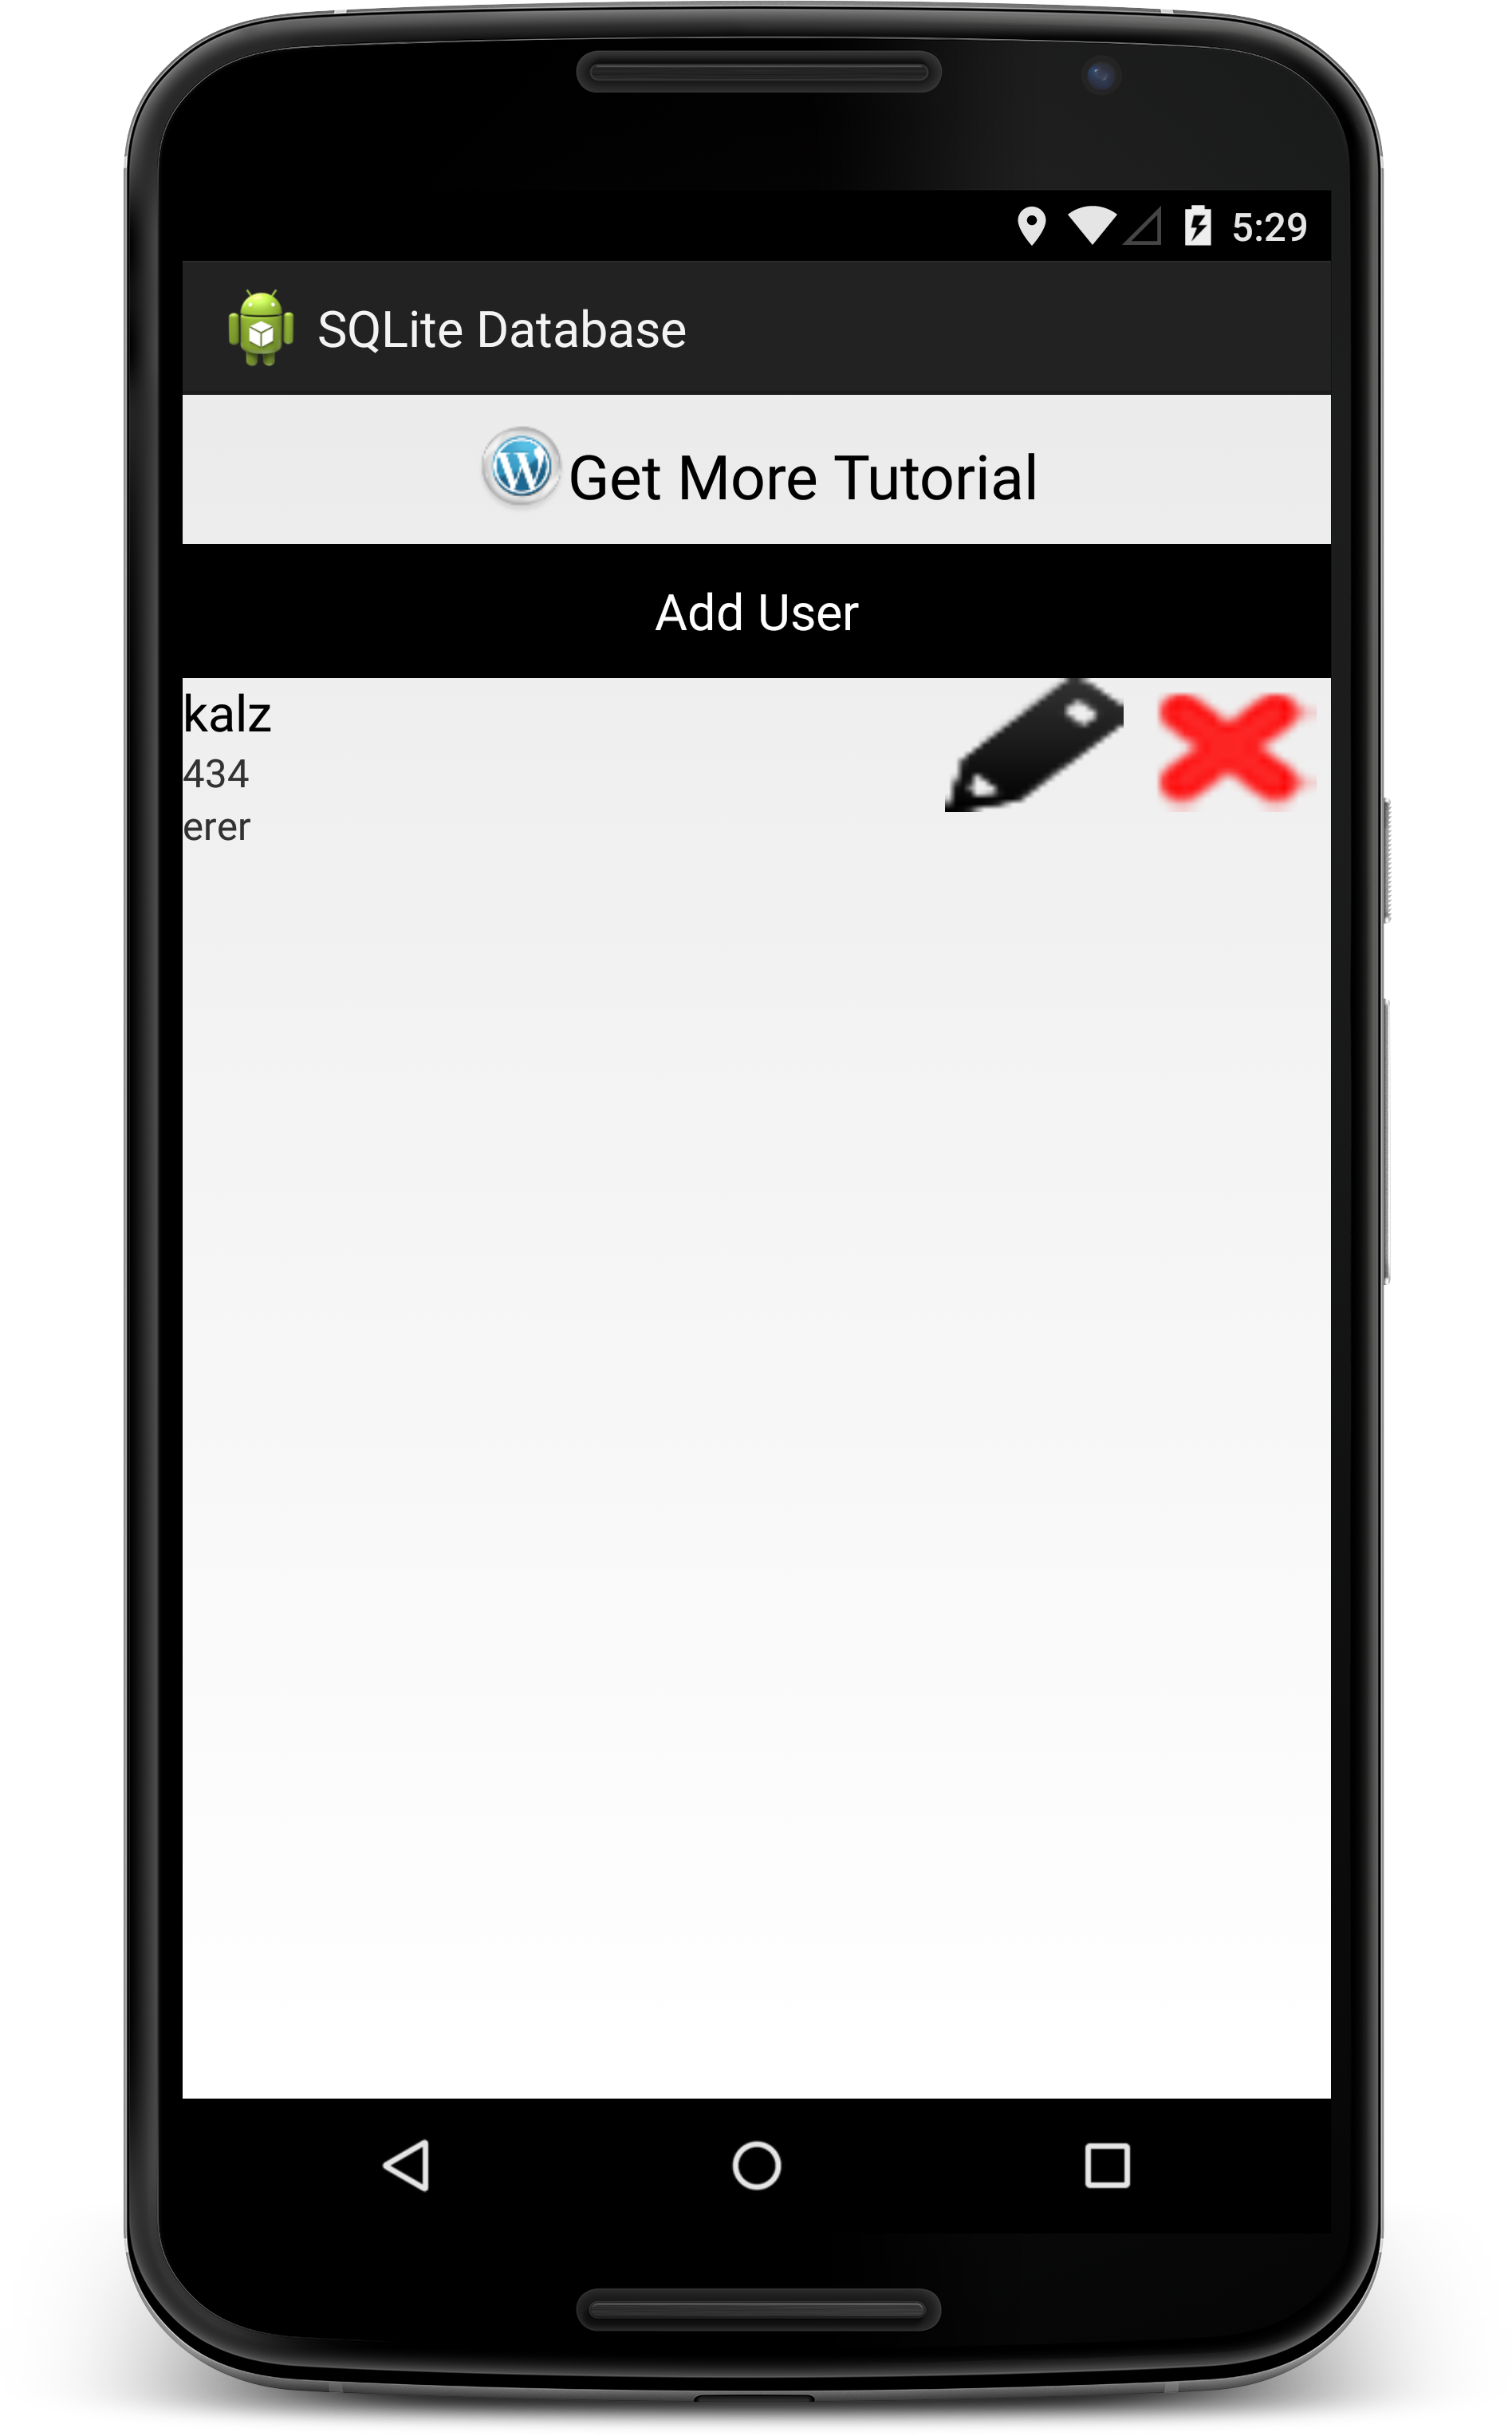 5:29
SQLite Database
Get More Tutorial
Add User
kalz
434
erer